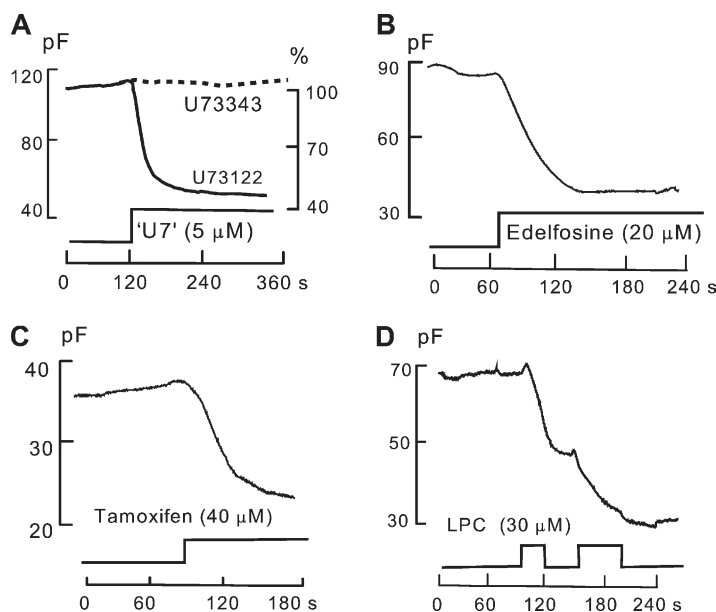 A
pF
%
120
80
40
100
70
40
U73343
U73122
'U7' (5 µM)
0 120 240 360 s
B
pF
90
60
30
Edelfosine (20 µM)
0 60 120 180 240 s
C
pF
40
30
20
Tamoxifen (40 µM)
0 60 120 180 s
D
pF
70
50
30
LPC (30 µM)
0 60 120 180 240 s